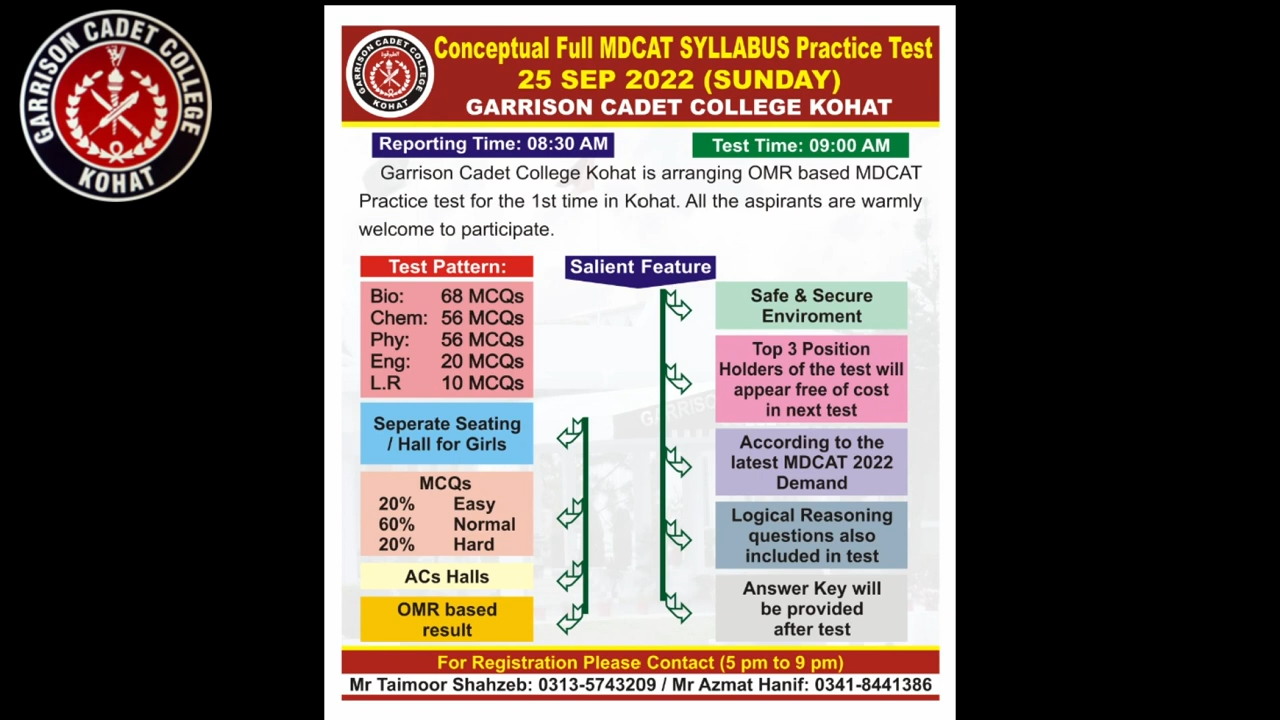 GARRISON CADET COLLEGE
KOHAT
GARRISON CADET COLLEGE
KOHAT
Conceptual Full MDCAT SYLLABUS Practice Test
25 SEP 2022 (SUNDAY)
GARRISON CADET COLLEGE KOHAT
Reporting Time: 08:30 AM
Test Time: 09:00 AM
Garrison Cadet College Kohat is arranging OMR based MDCAT
Practice test for the 1st time in Kohat. All the aspirants are warmly
welcome to participate.
Test Pattern:
Bio: 68 MCQs
Chem: 56 MCQs
Phy: 56 MCQs
Eng: 20 MCQs
L.R 10 MCQs
Seperate Seating
/ Hall for Girls
MCQs
20% Easy
60% Normal
20% Hard
ACs Halls
OMR based
result
Salient Feature
Safe & Secure
Enviroment
Top 3 Position
Holders of the test will
appear free of cost
in next test
According to the
latest MDCAT 2022
Demand
Logical Reasoning
questions also
included in test
Answer Key will
be provided
after test
For Registration Please Contact (5 pm to 9 pm)
Mr Taimoor Shahzeb: 0313-5743209 / Mr Azmat Hanif: 0341-8441386